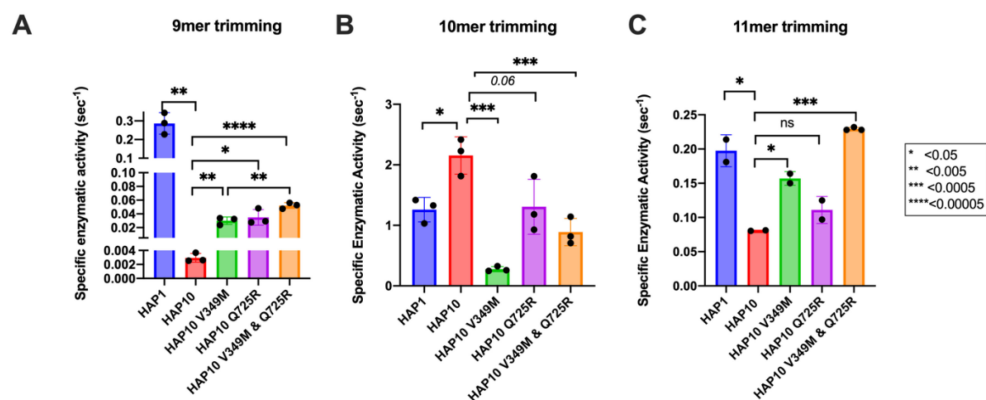 A
9mer trimming
Specific enzymatic activity (sec⁻¹)
0.3
0.2
0.1
0.10
0.08
0.06
0.04
0.02
0.00
0.004
0.002
0.000
**
****
*
**
**
HAP1
HAP10
HAP10 V349M
HAP10 Q725R
HAP10 V349M & Q725R
B
10mer trimming
Specific Enzymatic Activity (sec⁻¹)
3
2
1
0
***
0.06
*
***
HAP1
HAP10
HAP10 V349M
HAP10 Q725R
HAP10 V349M & Q725R
C
11mer trimming
Specific Enzymatic Activity (sec⁻¹)
0.25
0.20
0.15
0.10
0.05
0.00
*
***
ns
*
HAP1
HAP10
HAP10 V349M
HAP10 Q725R
HAP10 V349M & Q725R
* <0.05
** <0.005
*** <0.0005
****<0.00005